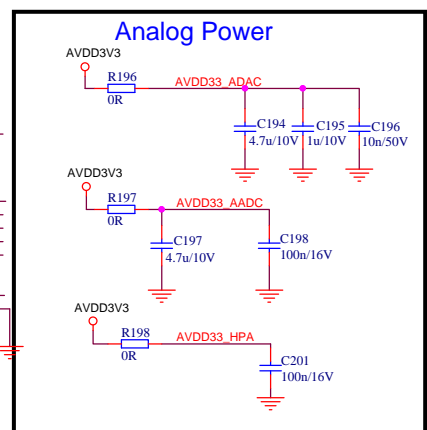 Analog Power
AVDD3V3
R196
0R
AVDD33_ADAC
C194
4.7u/10V
C195
1u/10V
C196
10n/50V
AVDD3V3
R197
0R
AVDD33_AADC
C197
4.7u/10V
C198
100n/16V
AVDD3V3
R198
0R
AVDD33_HPA
C201
100n/16V